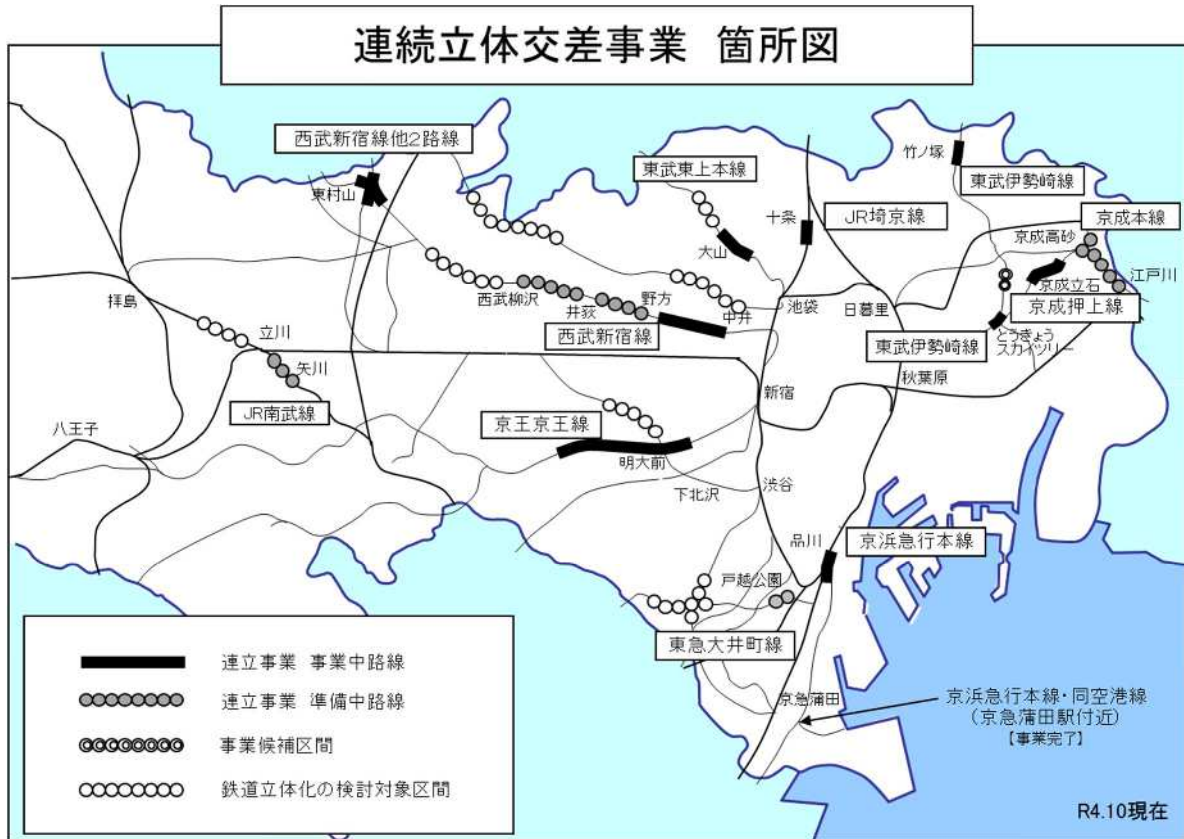 連続立体交差事業 箇所図
西武新宿線他2路線
東村山
東武東上本線
大山
十条
JR埼京線
竹ノ塚
東武伊勢崎線
京成本線
京成高砂
江戸川
京成立石
京成押上線
拝島
立川
矢川
JR南武線
八王子
西武柳沢
井荻
野方
西武新宿線
中井
池袋
日暮里
東武伊勢崎線
とうきょう
スカイツリー
秋葉原
新宿
京王京王線
明大前
下北沢
渋谷
品川
京浜急行本線
戸越公園
東急大井町線
京急蒲田
京浜急行本線・同空港線
(京急蒲田駅付近)
【事業完了】
連立事業 事業中路線
連立事業 準備中路線
事業候補区間
鉄道立体化の検討対象区間
R4.10現在